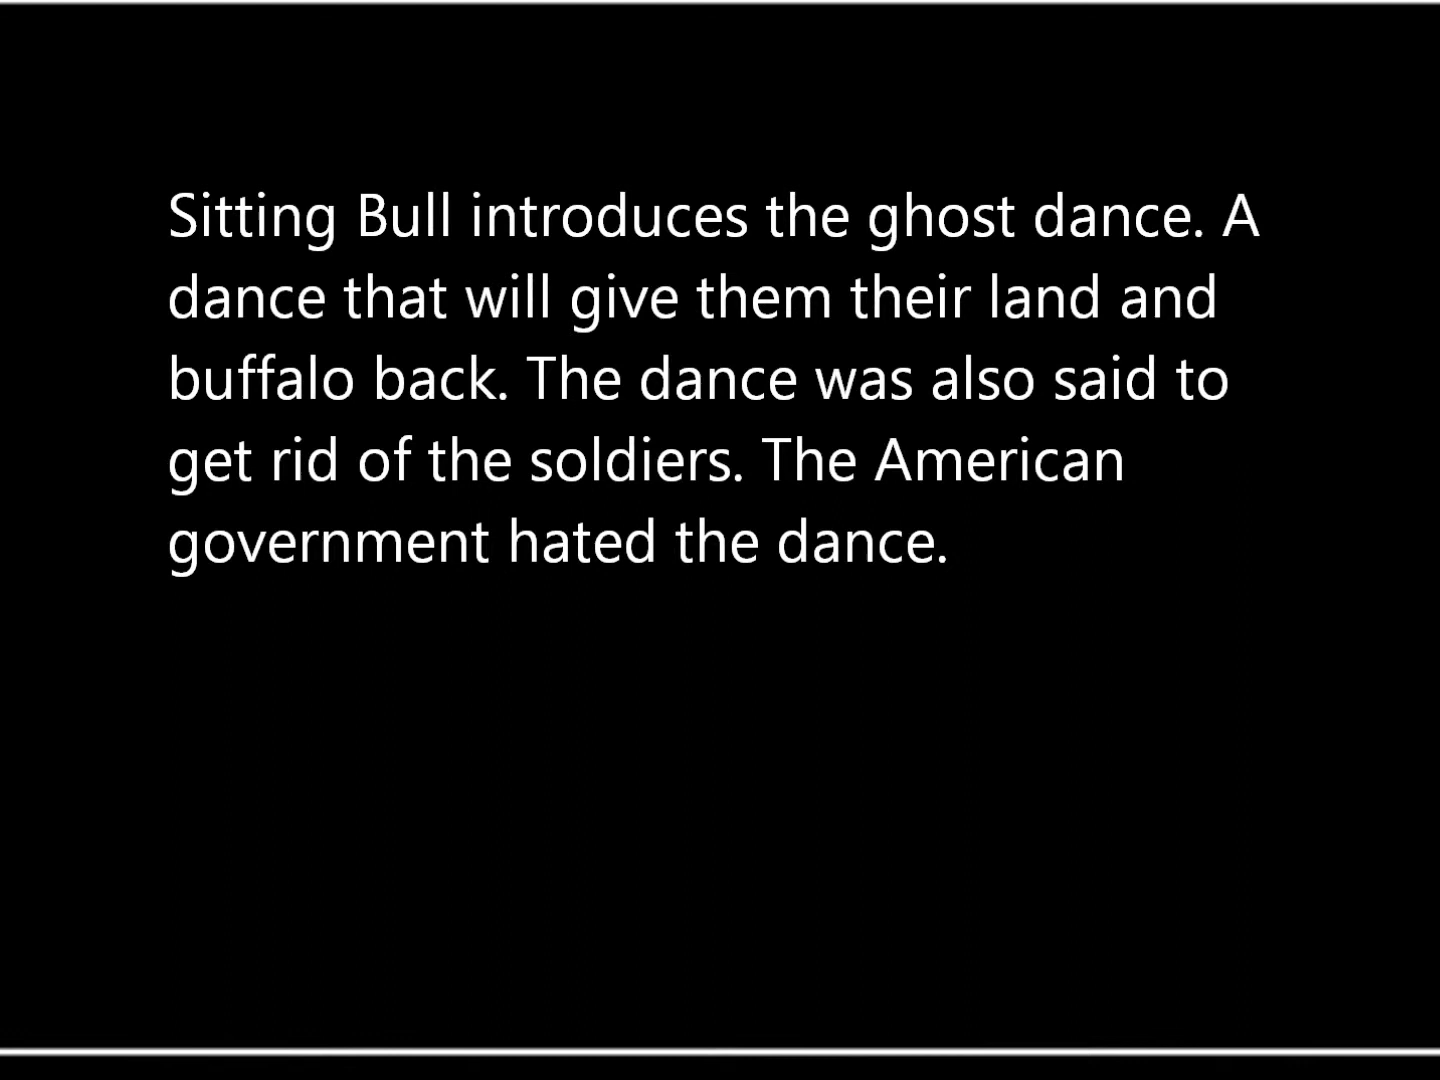 Sitting Bull introduces the ghost dance. A
dance that will give them their land and
buffalo back. The dance was also said to
get rid of the soldiers. The American
government hated the dance.